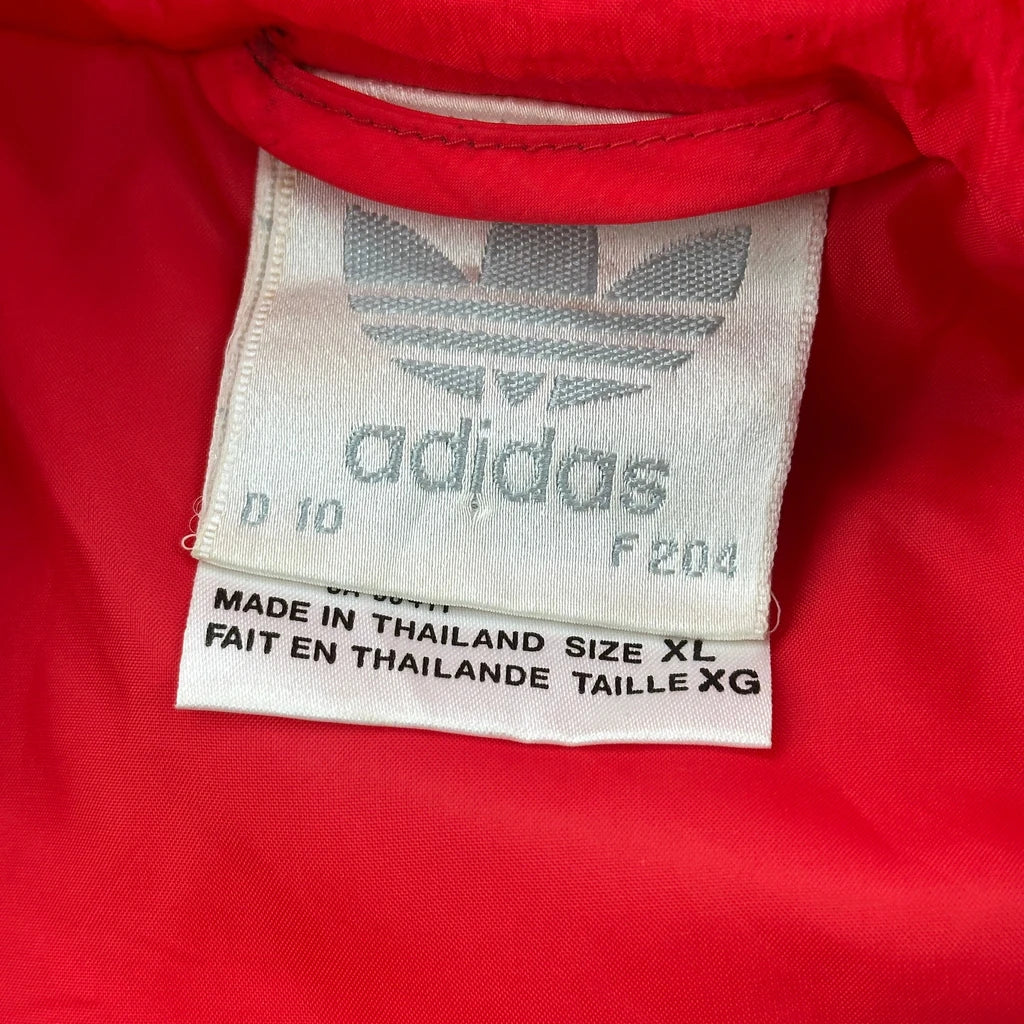 adidas
D 10
F 204
MADE IN THAILAND SIZE XL
FAIT EN THAILANDE TAILLE XG